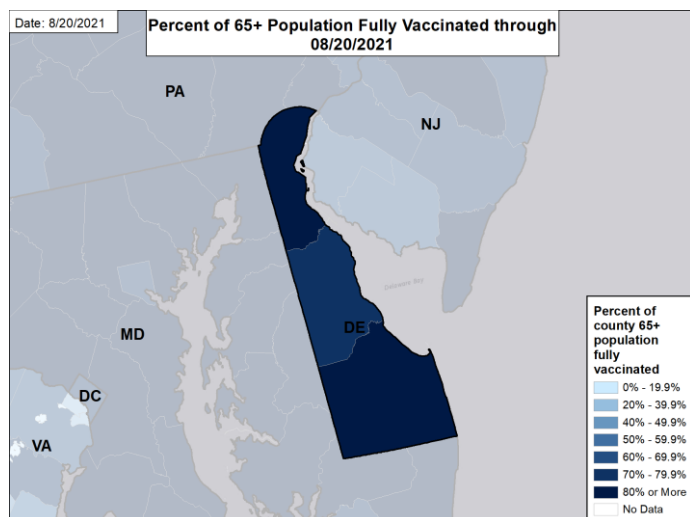 Date: 8/20/2021
Percent of 65+ Population Fully Vaccinated through
08/20/2021
PA
NJ
Delaware Bay
MD
DE
DC
VA
Percent of
county 65+
population
fully
vaccinated
0% - 19.9%
20% - 39.9%
40% - 49.9%
50% - 59.9%
60% - 69.9%
70% - 79.9%
80% or More
No Data